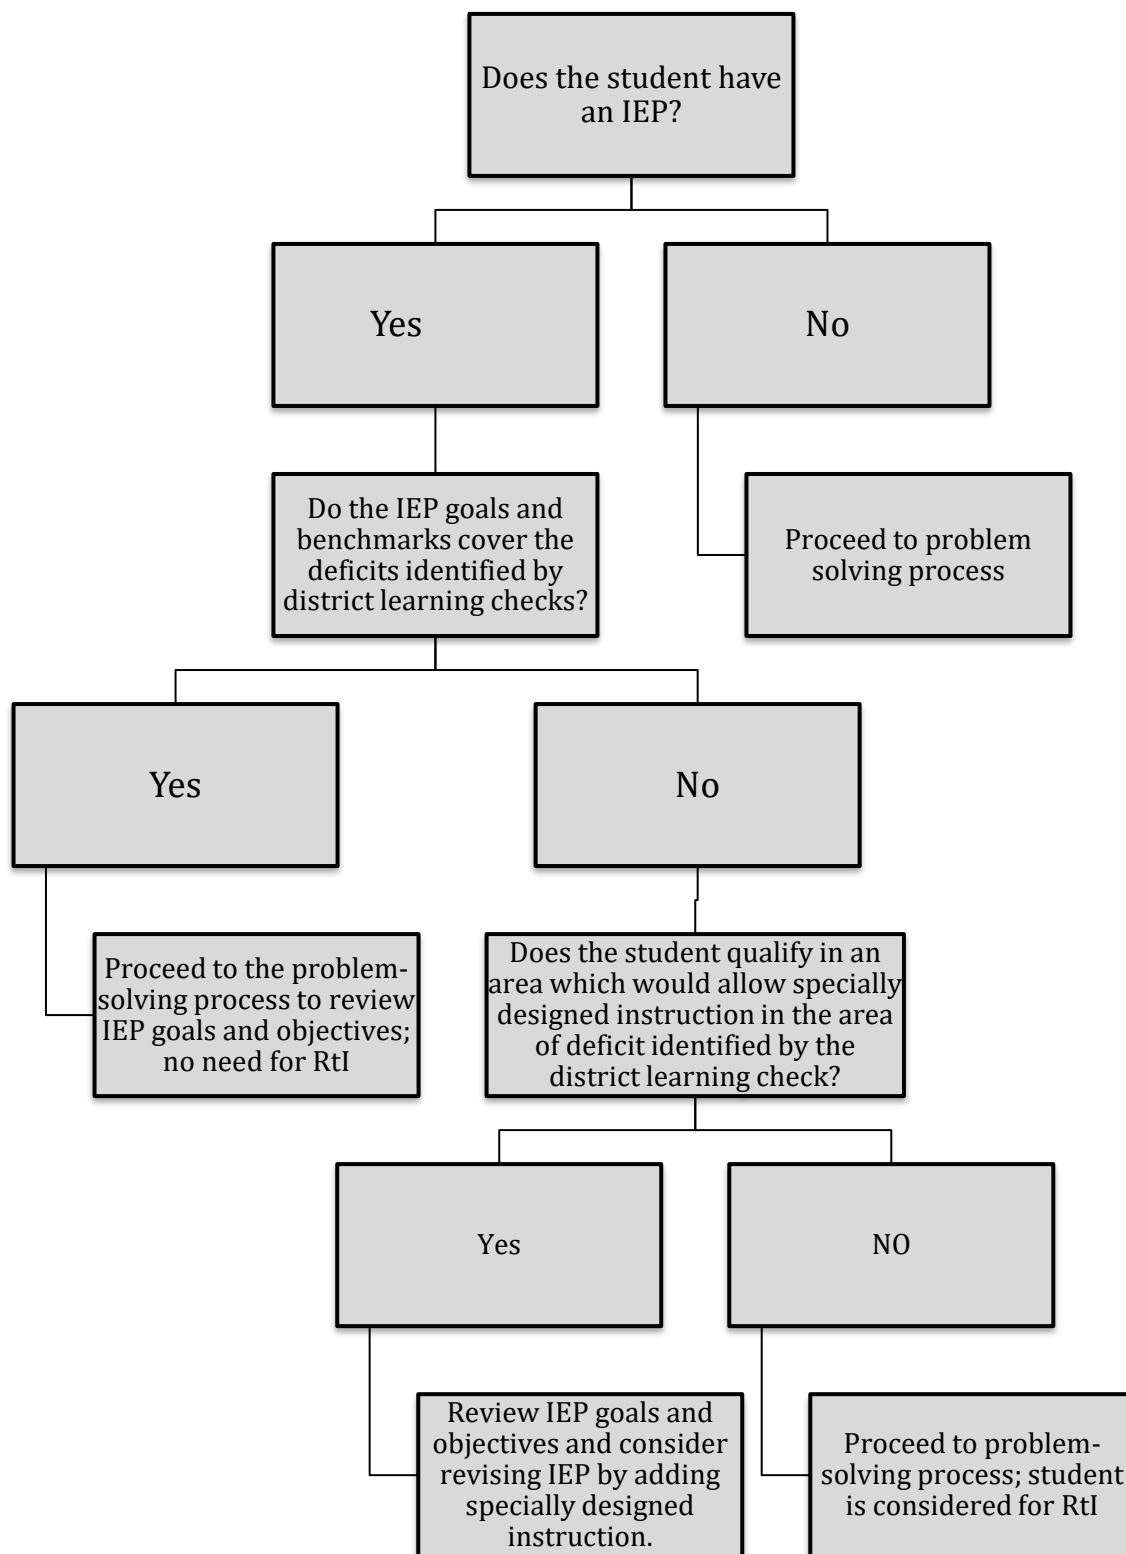 Does the student have
an IEP?
Yes
No
Do the IEP goals and
benchmarks cover the
deficits identified by
district learning checks?
Proceed to problem
solving process
Yes
No
Proceed to the problem-
solving process to review
IEP goals and objectives;
no need for RtI
Does the student qualify in an
area which would allow specially
designed instruction in the area
of deficit identified by the
district learning check?
Yes
NO
Review IEP goals and
objectives and consider
revising IEP by adding
specially designed
instruction.
Proceed to problem-
solving process; student
is considered for RtI